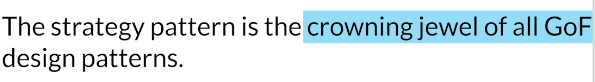 The strategy pattern is the crowning jewel of all GoF
design patterns.